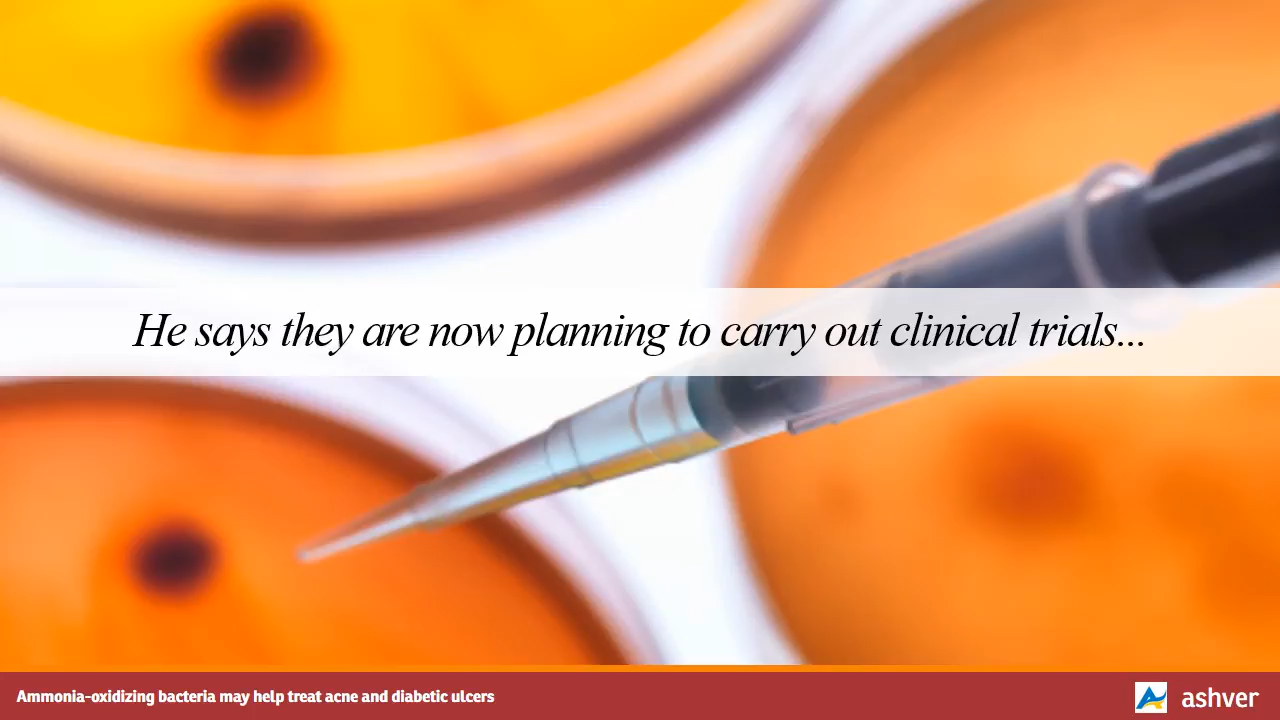 He says they are now planning to carry out clinical trials...
Ammonia-oxidizing bacteria may help treat acne and diabetic ulcers
ashver